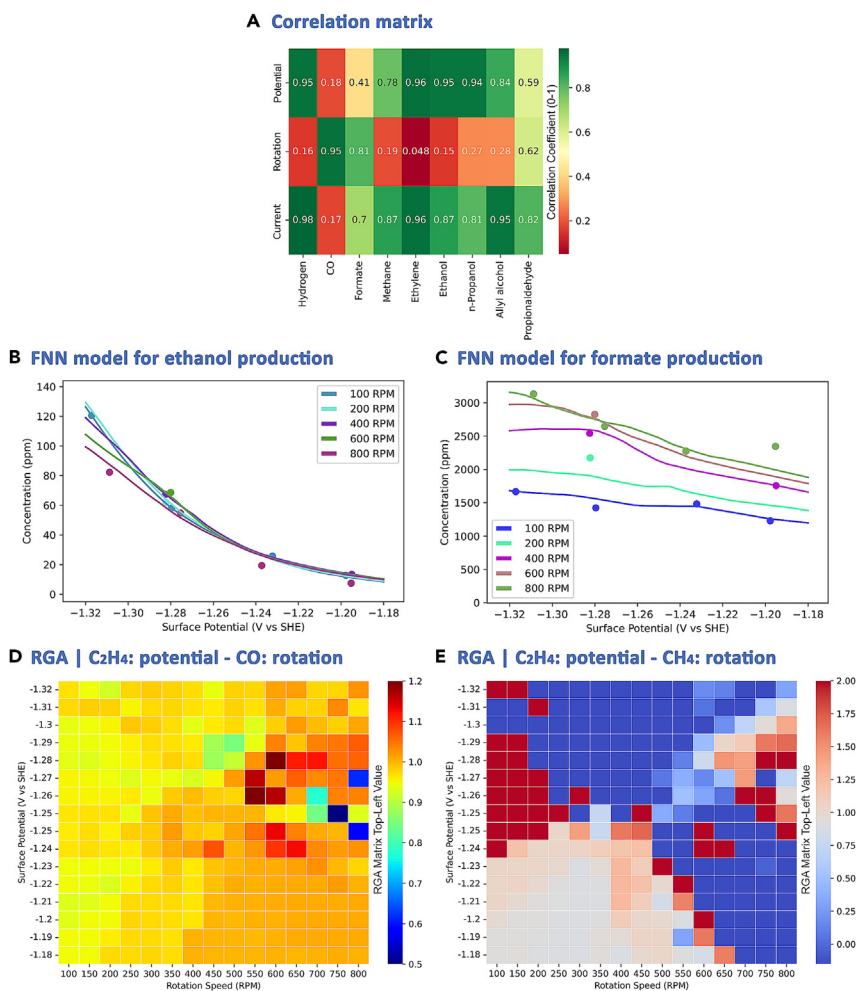 A Correlation matrix
Potential
0.95 0.18 0.41 0.78 0.96 0.95 0.94 0.84 0.59
Rotation
0.16 0.95 0.81 0.19 0.048 0.15 0.27 0.28 0.62
Current
0.98 0.17 0.7 0.87 0.96 0.87 0.81 0.95 0.82
Hydrogen
CO
Formate
Methane
Ethylene
Ethanol
n-Propanol
Allyl alcohol
Propionaldehyde
0.8
0.6
0.4
0.2
Correlation Coefficient (0-1)
B FNN model for ethanol production
Concentration (ppm)
140
120
100
80
60
40
20
0
100 RPM
200 RPM
400 RPM
600 RPM
800 RPM
−1.32 −1.30 −1.28 −1.26 −1.24 −1.22 −1.20 −1.18
Surface Potential (V vs SHE)
C FNN model for formate production
Concentration (ppm)
3000
2500
2000
1500
1000
500
0
100 RPM
200 RPM
400 RPM
600 RPM
800 RPM
−1.32 −1.30 −1.28 −1.26 −1.24 −1.22 −1.20 −1.18
Surface Potential (V vs SHE)
D RGA | C2H4: potential - CO: rotation
Surface Potential (V vs SHE)
-1.32
-1.31
-1.3
-1.29
-1.28
-1.27
-1.26
-1.25
-1.25
-1.24
-1.23
-1.22
-1.21
-1.2
-1.19
-1.18
100 150 200 250 300 350 400 450 500 550 600 650 700 750 800
Rotation Speed (RPM)
1.2
1.1
1.0
0.9
0.8
0.7
0.6
0.5
RGA Matrix Top-Left Value
E RGA | C2H4: potential - CH4: rotation
Surface Potential (V vs SHE)
-1.32
-1.31
-1.3
-1.29
-1.28
-1.27
-1.26
-1.25
-1.25
-1.24
-1.23
-1.22
-1.21
-1.2
-1.19
-1.18
100 150 200 250 300 350 400 450 500 550 600 650 700 750 800
Rotation Speed (RPM)
2.00
1.75
1.50
1.25
1.00
0.75
0.50
0.25
0.00
RGA Matrix Top-Left Value